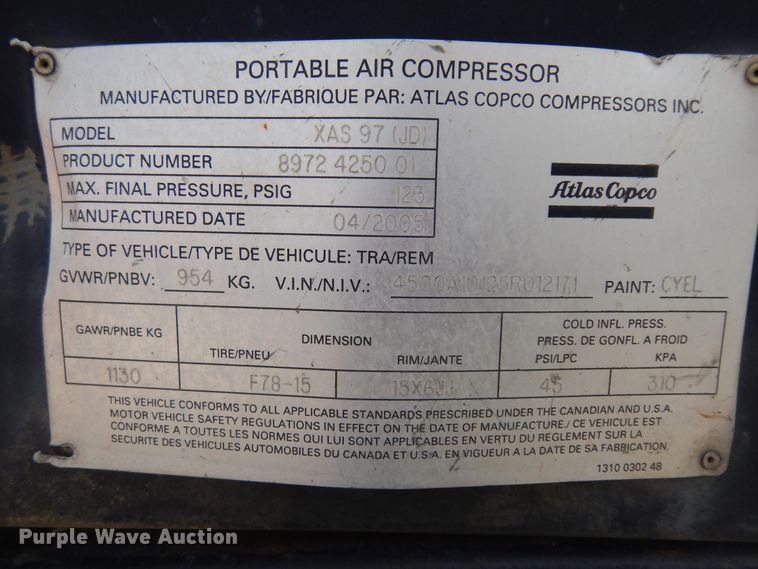 PORTABLE AIR COMPRESSOR
MANUFACTURED BY/FABRIQUE PAR: ATLAS COPCO COMPRESSORS INC.
MODEL XAS 97 (JD)
PRODUCT NUMBER 8972 4250 01
MAX. FINAL PRESSURE, PSIG 123
MANUFACTURED DATE 04/2005
Atlas Copco
TYPE OF VEHICLE/TYPE DE VEHICULE: TRA/REM
GVWR/PNBV: 954 KG. V.I.N./N.I.V.: 4500A10125R012171 PAINT: CYEL
GAWR/PNBE KG DIMENSION COLD INFL. PRESS.
PRESS. DE GONFL. A FROID
TIRE/PNEU RIM/JANTE PSI/LPC KPA
1130 F78-15 15X6JJ 45 310
THIS VEHICLE CONFORMS TO ALL APPLICABLE STANDARDS PRESCRIBED UNDER THE CANADIAN AND U.S.A.
MOTOR VEHICLE SAFETY REGULATIONS IN EFFECT ON THE DATE OF MANUFACTURE./ CE VEHICULE EST
CONFORME A TOUTES LES NORMES QUI LUI SONT APPLICABLES EN VERTU DU REGLEMENT SUR LA
SECURITE DES VEHICULES AUTOMOBILES DU CANADA ET U.S.A. EN VIGUEUR A LA DATE DE SA FABRICATION.
1310 0302 48
Purple Wave Auction